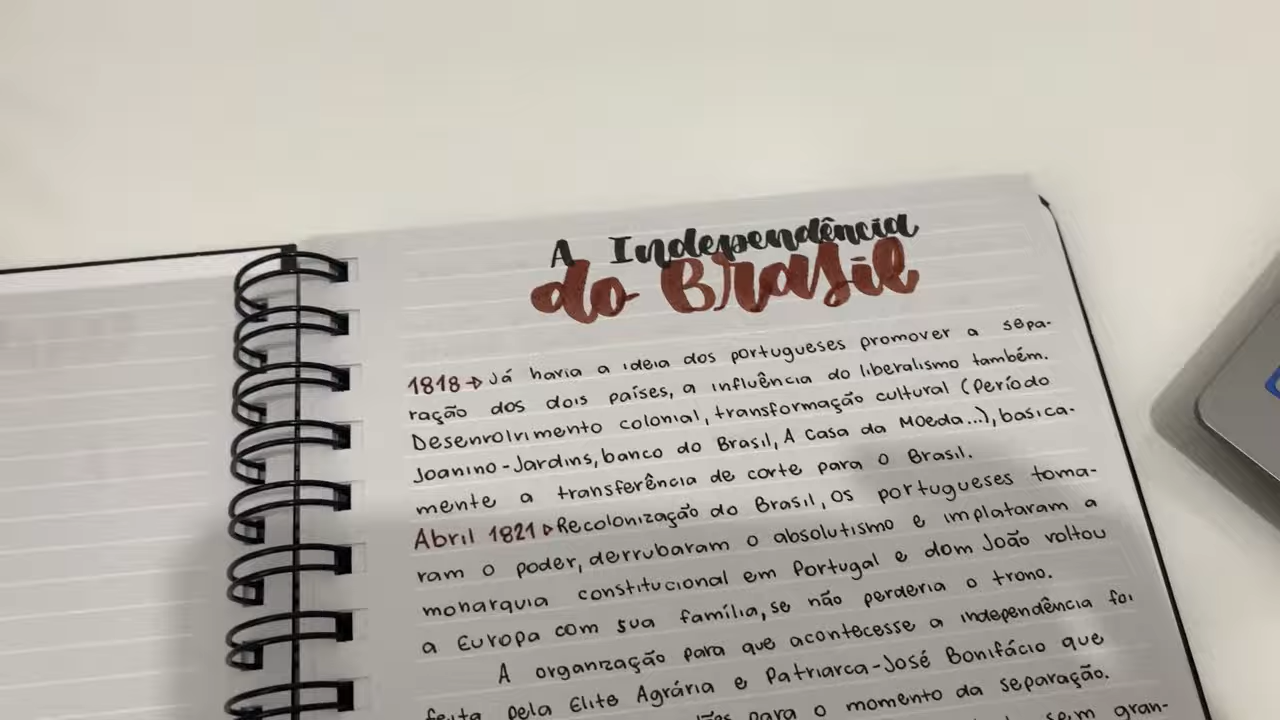 A Independência
do Brasil
1818→Já havia a ideia dos portugueses promover a sepa-
ração dos dois países, a influência do liberalismo também.
Desenvolvimento colonial, transformação cultural (Período
Joanino-Jardins, banco do Brasil, A Casa da Moeda...), basica-
mente a transferência de corte para o Brasil.
Abril 1821▷Recolonização do Brasil, os portugueses toma-
ram o poder, derrubaram o absolutismo e implataram a
monarquia constitucional em Portugal e dom João voltou
a Europa com sua família, se não perderia o trono.
A organização para que acontecesse a independência foi
feita pela Elite Agrária e Patriarca-José Bonifácio que
para o momento da separação.
sem gran-